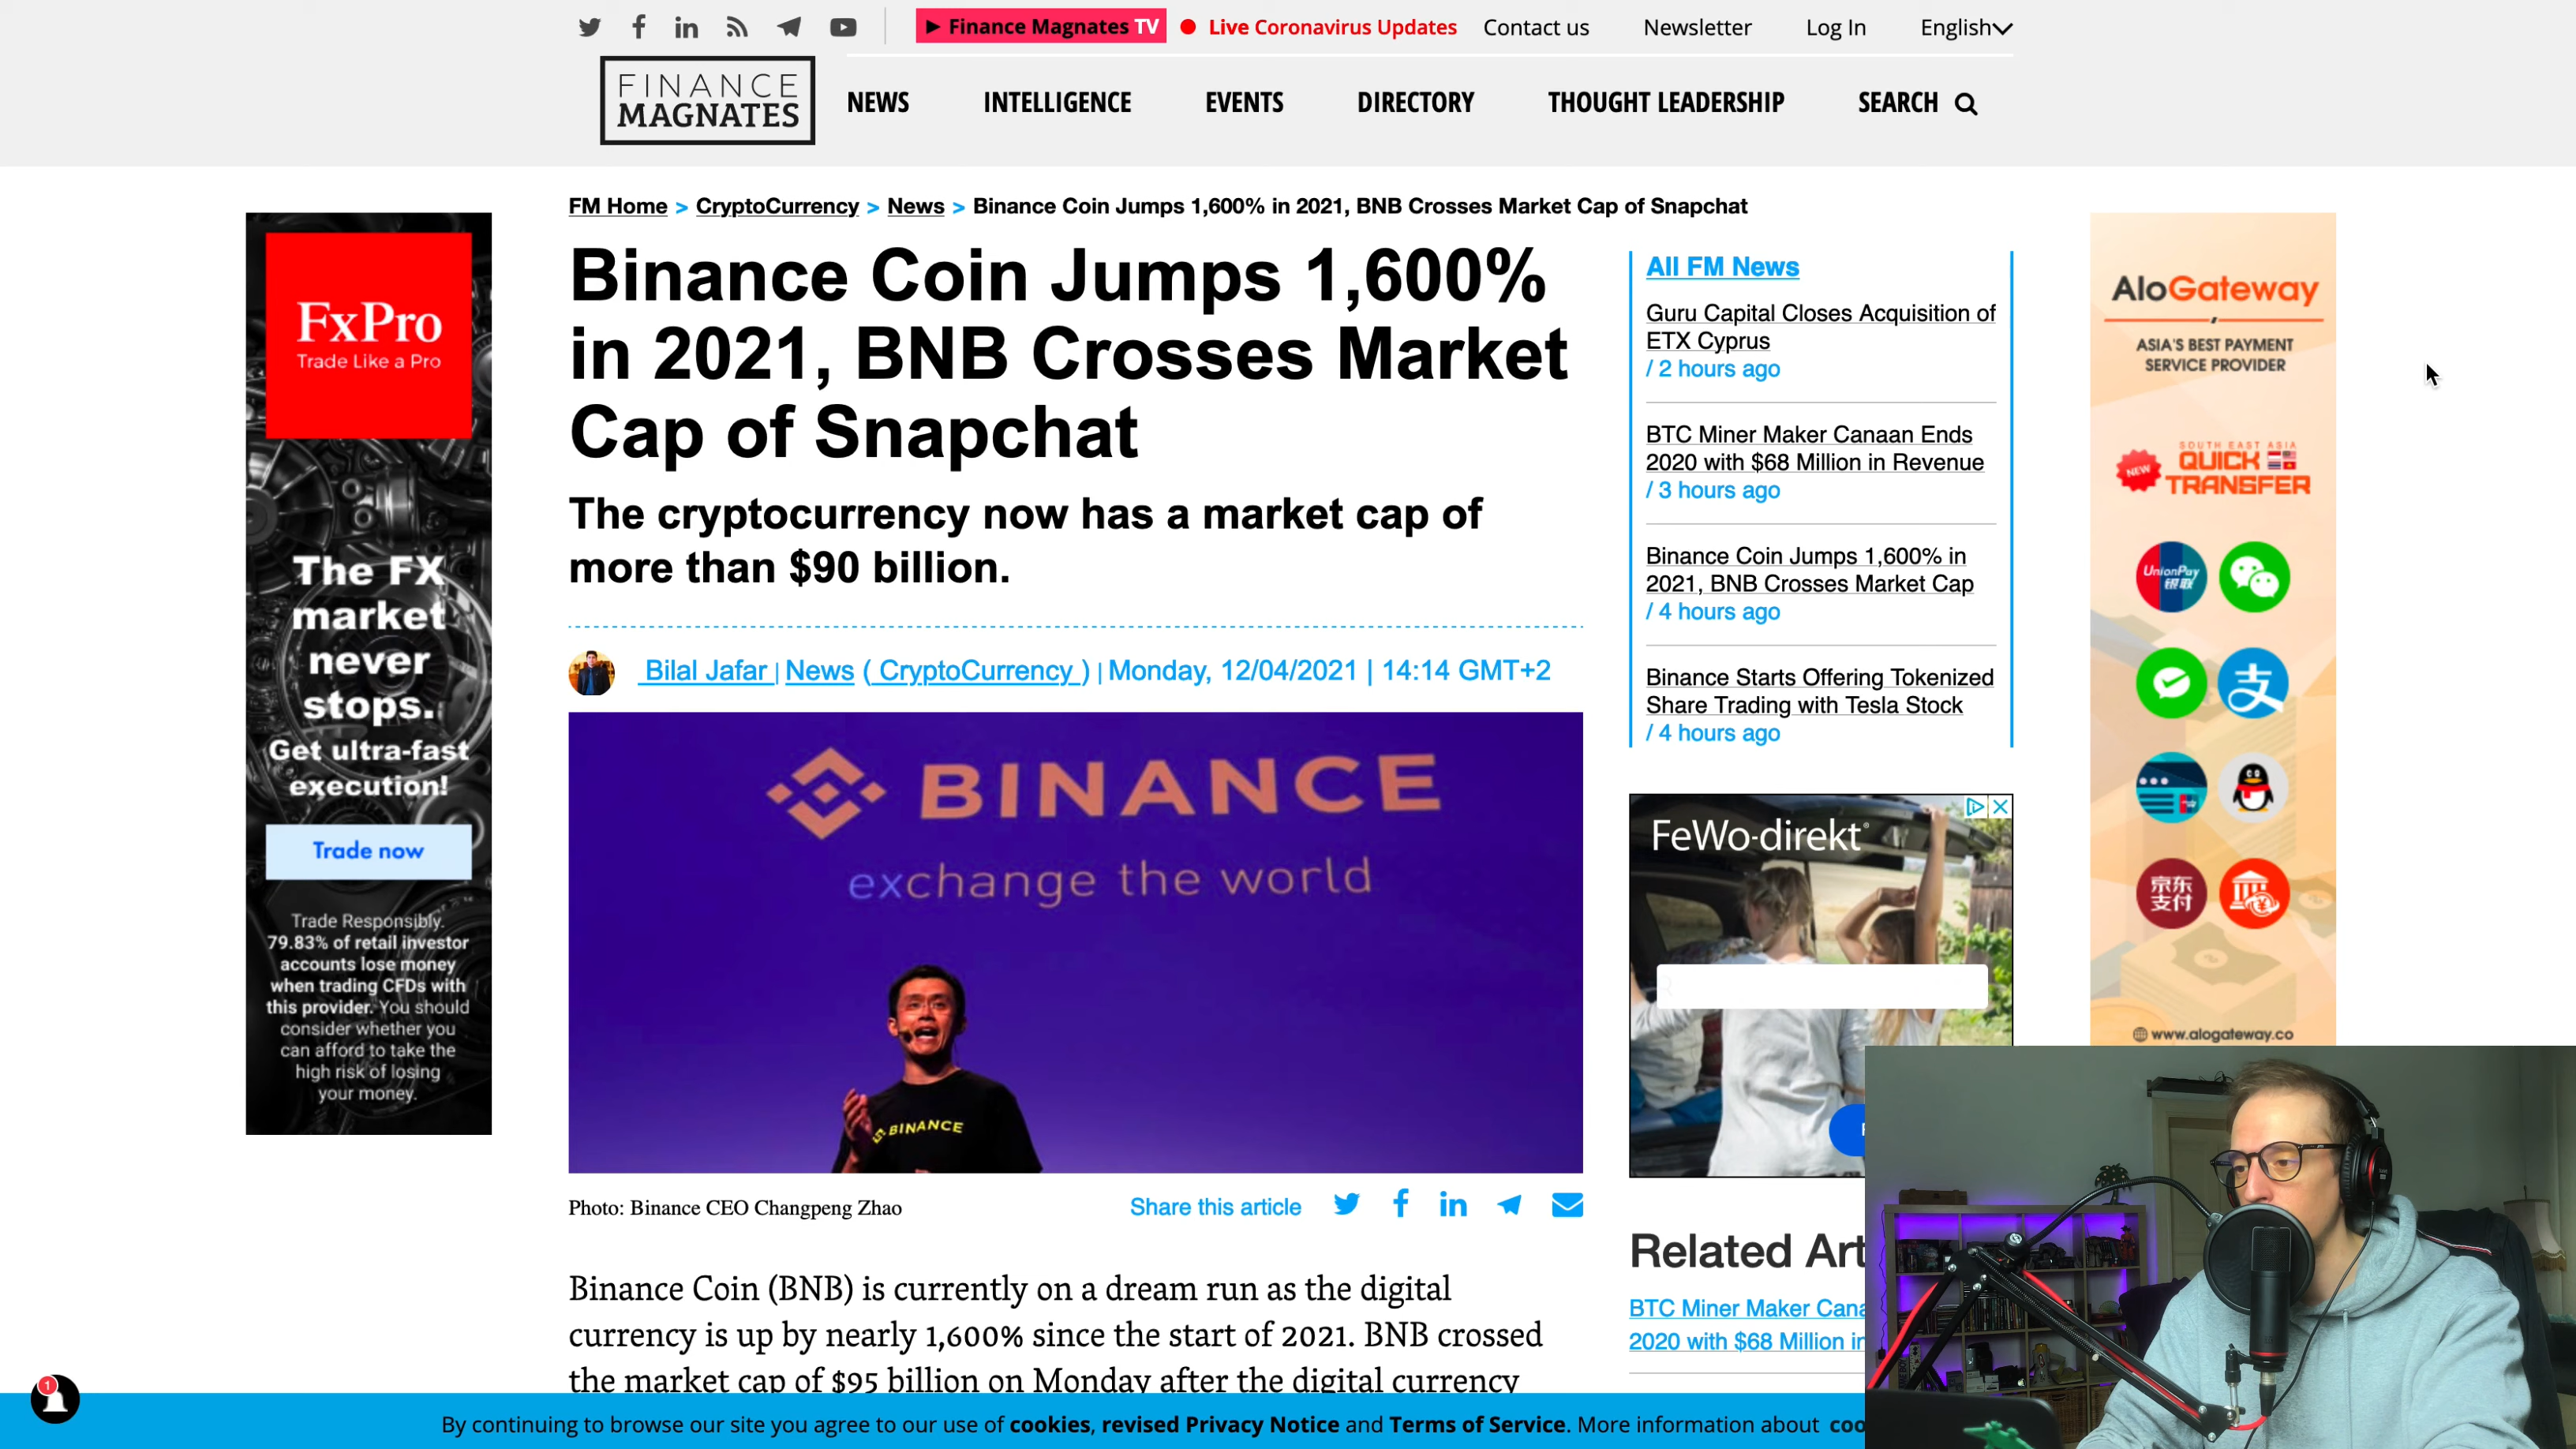 Finance Magnates TV
Live Coronavirus Updates
Contact us
Newsletter
Log In
English
FINANCE
MAGNATES
NEWS
INTELLIGENCE
EVENTS
DIRECTORY
THOUGHT LEADERSHIP
SEARCH
FM Home > CryptoCurrency > News > Binance Coin Jumps 1,600% in 2021, BNB Crosses Market Cap of Snapchat
FxPro
Trade Like a Pro
The FX
market
never
stops.
Get ultra-fast
execution!
Trade now
Trade Responsibly.
79.83% of retail investor
accounts lose money
when trading CFDs with
this provider. You should
consider whether you
can afford to take the
high risk of losing
your money.
Binance Coin Jumps 1,600%
in 2021, BNB Crosses Market
Cap of Snapchat
The cryptocurrency now has a market cap of
more than $90 billion.
Bilal Jafar | News ( CryptoCurrency ) | Monday, 12/04/2021 | 14:14 GMT+2
BINANCE
exchange the world
BINANCE
Photo: Binance CEO Changpeng Zhao
Share this article
Binance Coin (BNB) is currently on a dream run as the digital
currency is up by nearly 1,600% since the start of 2021. BNB crossed
the market cap of $95 billion on Monday after the digital currency
All FM News
Guru Capital Closes Acquisition of
ETX Cyprus
/ 2 hours ago
BTC Miner Maker Canaan Ends
2020 with $68 Million in Revenue
/ 3 hours ago
Binance Coin Jumps 1,600% in
2021, BNB Crosses Market Cap
/ 4 hours ago
Binance Starts Offering Tokenized
Share Trading with Tesla Stock
/ 4 hours ago
FeWo-direkt
Related Art
BTC Miner Maker Cana
2020 with $68 Million in
AloGateway
ASIA'S BEST PAYMENT
SERVICE PROVIDER
NEW
SOUTH EAST ASIA
QUICK
TRANSFER
UnionPay
银联
支
京东
支付
www.alogateway.co
1
By continuing to browse our site you agree to our use of cookies, revised Privacy Notice and Terms of Service. More information about coo